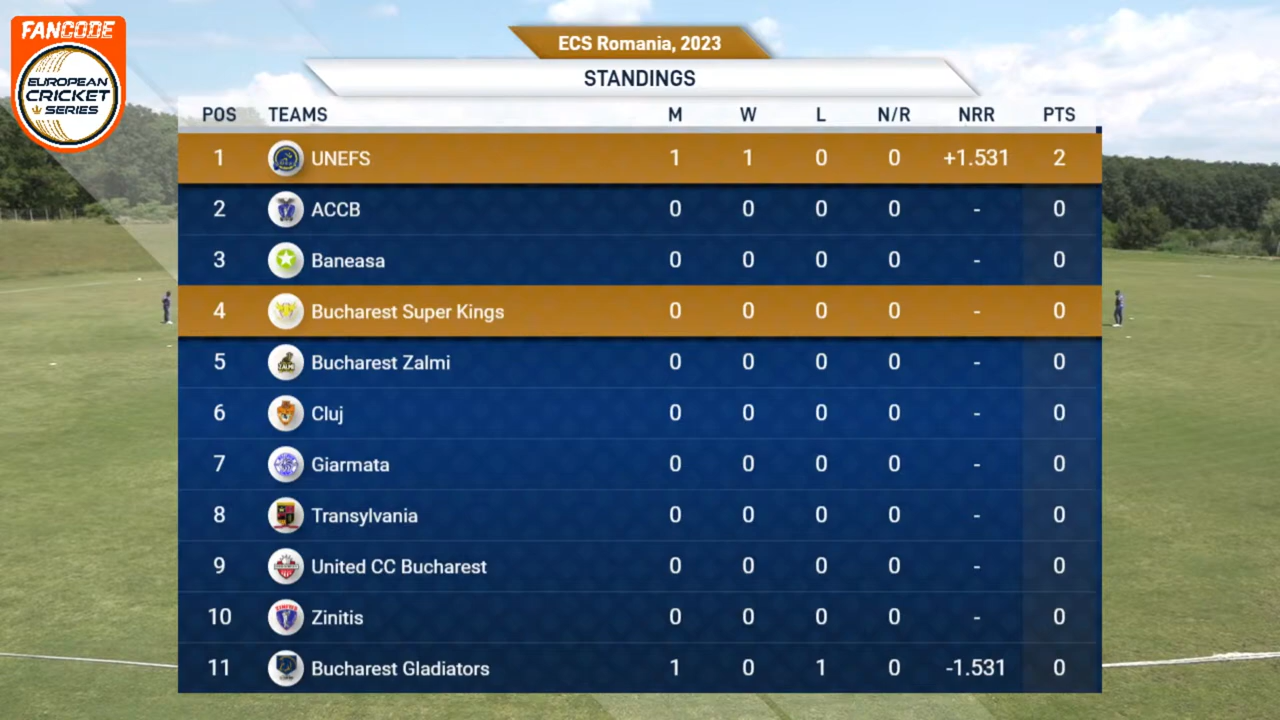 FANCODE
EUROPEAN
CRICKET
SERIES
ECS Romania, 2023
STANDINGS
POS TEAMS M W L N/R NRR PTS
1 UNEFS 1 1 0 0 +1.531 2
2 ACCB 0 0 0 0 - 0
3 Baneasa 0 0 0 0 - 0
4 Bucharest Super Kings 0 0 0 0 - 0
5 Bucharest Zalmi 0 0 0 0 - 0
6 Cluj 0 0 0 0 - 0
7 Giarmata 0 0 0 0 - 0
8 Transylvania 0 0 0 0 - 0
9 United CC Bucharest 0 0 0 0 - 0
10 Zinitis 0 0 0 0 - 0
11 Bucharest Gladiators 1 0 1 0 -1.531 0